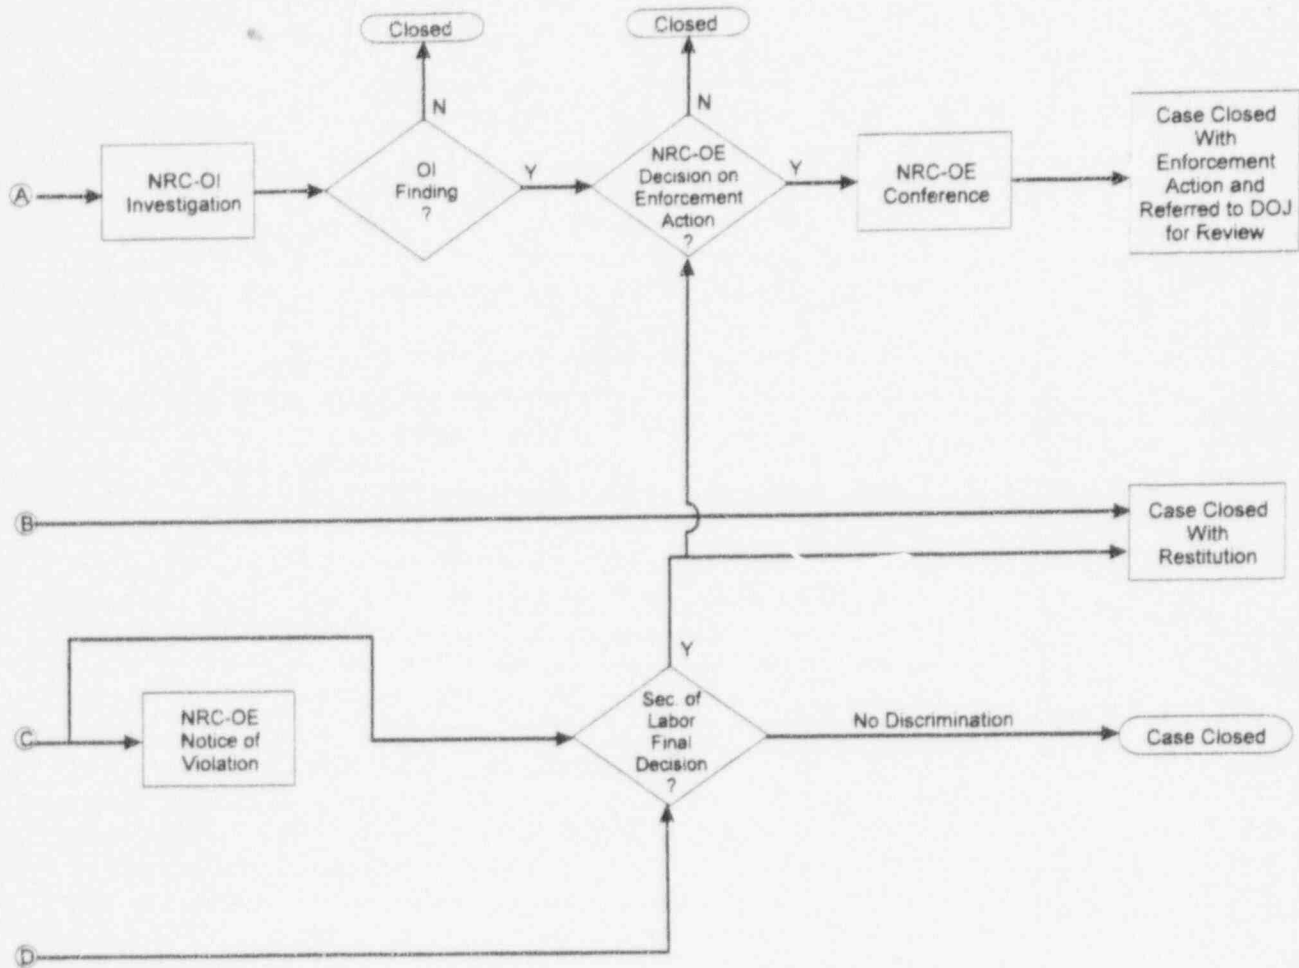 Closed
Closed
N
N
A
NRC-OI
Investigation
OI
Finding
?
Y
NRC-OE
Decision on
Enforcement
Action
?
Y
NRC-OE
Conference
Case Closed
With
Enforcement
Action and
Referred to DOJ
for Review
B
Case Closed
With
Restitution
Y
C
NRC-OE
Notice of
Violation
Sec. of
Labor
Final
Decision
?
No Discrimination
Case Closed
D